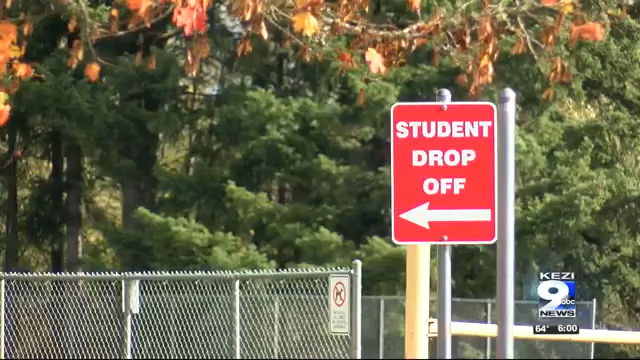 STUDENT
DROP
OFF
KEZI
9
abc
NEWS
64° 6:00